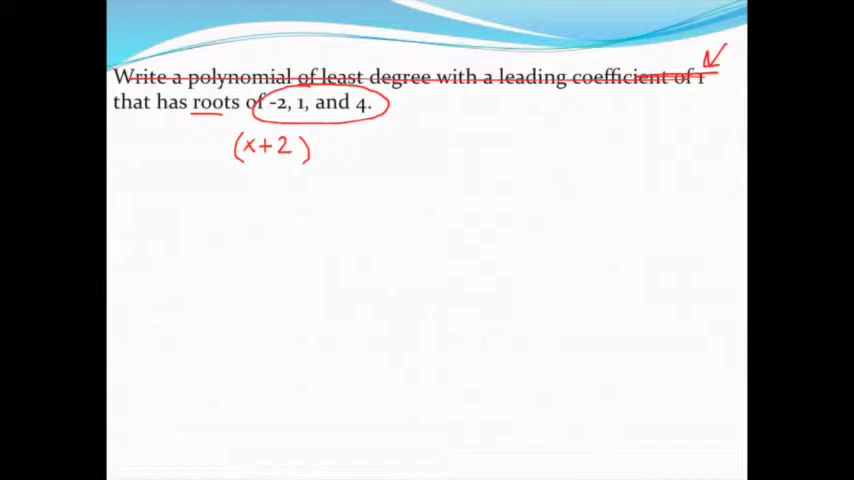 Write a polynomial of least degree with a leading coefficient of 1
that has roots of -2, 1, and 4.
(x+2)